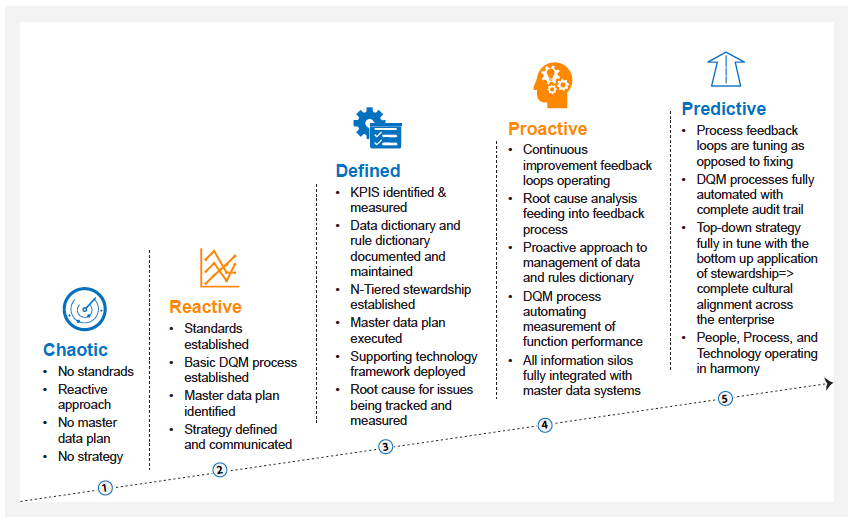 Chaotic
• No standrads
• Reactive
approach
• No master
data plan
• No strategy
1
Reactive
• Standards
established
• Basic DQM process
established
• Master data plan
identified
• Strategy defined
and communicated
2
Defined
• KPIS identified &
measured
• Data dictionary and
rule dictionary
documented and
maintained
• N-Tiered stewardship
established
• Master data plan
executed
• Supporting technology
framework deployed
• Root cause for issues
being tracked and
measured
3
Proactive
• Continuous
improvement feedback
loops operating
• Root cause analysis
feeding into feedback
process
• Proactive approach to
management of data
and rules dictionary
• DQM process
automating
measurement of
function performance
• All information silos
fully integrated with
master data systems
4
Predictive
• Process feedback
loops are tuning as
opposed to fixing
• DQM processes fully
automated with
complete audit trail
• Top-down strategy
fully in tune with the
bottom up application
of stewardship=>
complete cultural
alignment across
the enterprise
• People, Process, and
Technology operating
in harmony
5